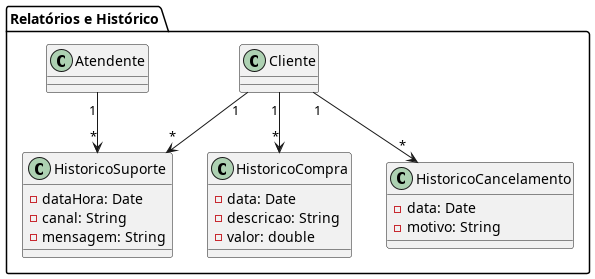 Relatórios e Histórico
C Atendente
C Cliente
1
1
1
1
*
*
*
*
C HistoricoSuporte
dataHora: Date
canal: String
mensagem: String
C HistoricoCompra
data: Date
descricao: String
valor: double
C HistoricoCancelamento
data: Date
motivo: String